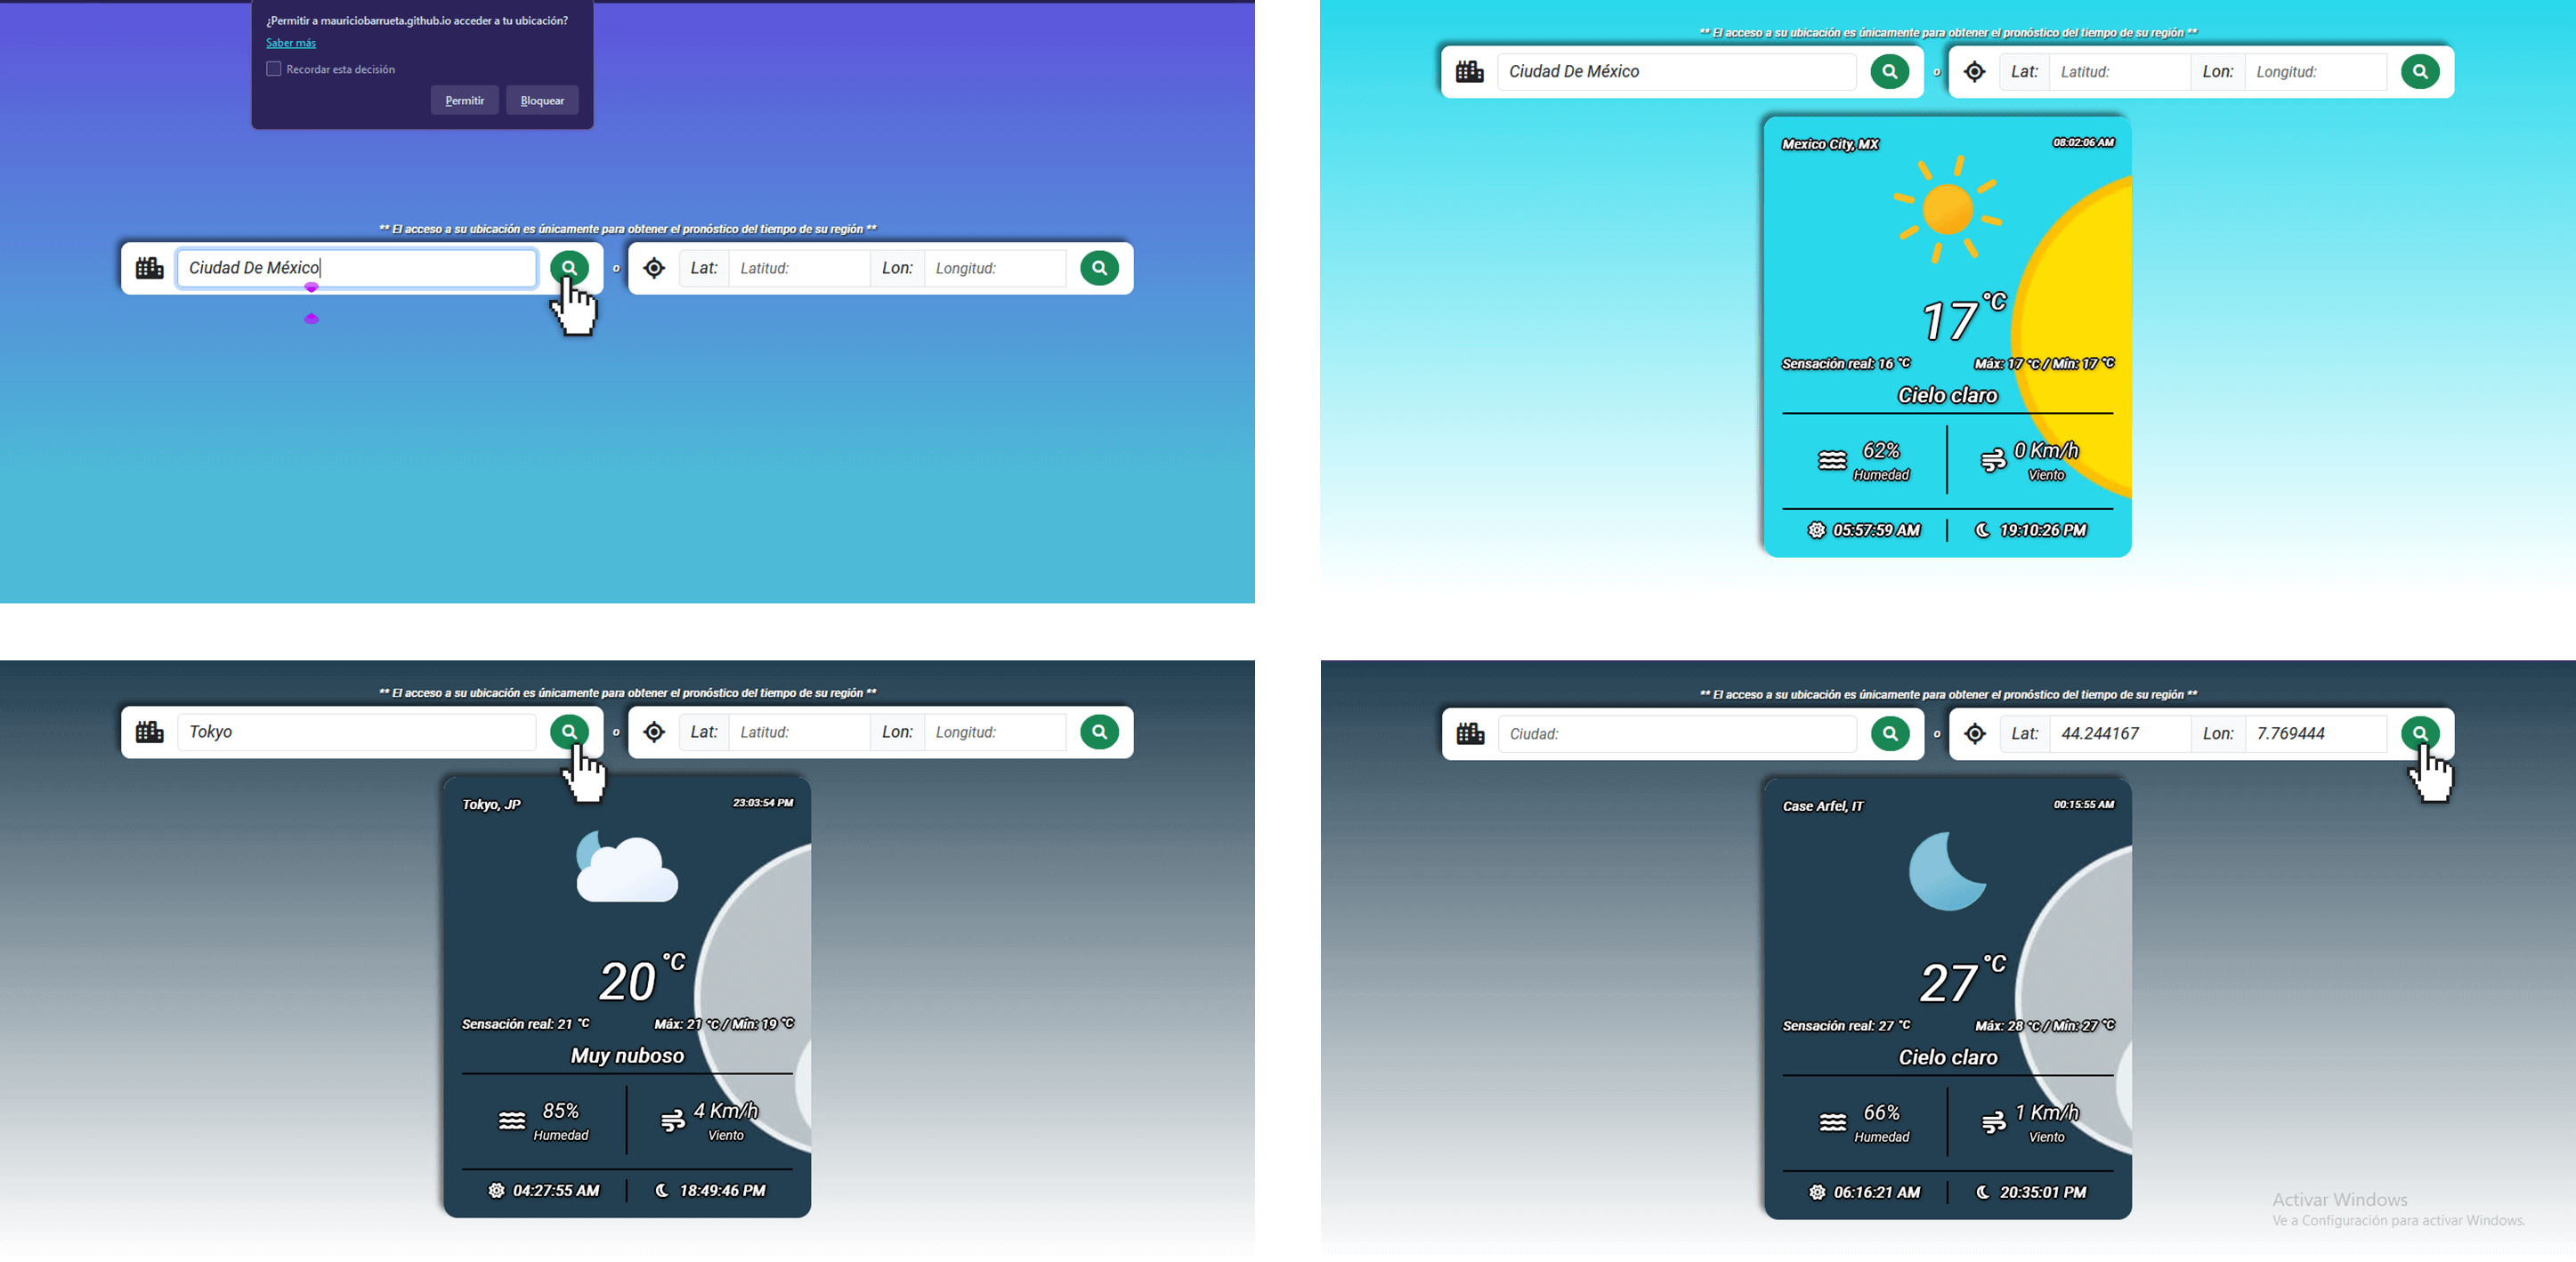 ¿Permitir a mauriciobarrueta.github.io acceder a tu ubicación?
Saber más
Recordar esta decisión
Permitir Bloquear
** El acceso a su ubicación es únicamente para obtener el pronóstico del tiempo de su región **
Ciudad De México o Lat: Latitud: Lon: Longitud:
** El acceso a su ubicación es únicamente para obtener el pronóstico del tiempo de su región **
Ciudad De México o Lat: Latitud: Lon: Longitud:
Mexico City, MX 08:02:06 AM
17 °C
Sensación real: 16 °C Máx: 17 °C / Mín: 17 °C
Cielo claro
62% 0 Km/h
Humedad Viento
05:57:59 AM 19:10:26 PM
** El acceso a su ubicación es únicamente para obtener el pronóstico del tiempo de su región **
Tokyo o Lat: Latitud: Lon: Longitud:
Tokyo, JP 23:03:54 PM
20 °C
Sensación real: 21 °C Máx: 21 °C / Mín: 19 °C
Muy nuboso
85% 4 Km/h
Humedad Viento
04:27:55 AM 18:49:46 PM
** El acceso a su ubicación es únicamente para obtener el pronóstico del tiempo de su región **
Ciudad: o Lat: 44.244167 Lon: 7.769444
Case Arfel, IT 00:15:55 AM
27 °C
Sensación real: 27 °C Máx: 28 °C / Mín: 27 °C
Cielo claro
66% 1 Km/h
Humedad Viento
06:16:21 AM 20:35:01 PM
Activar Windows
Ve a Configuración para activar Windows.